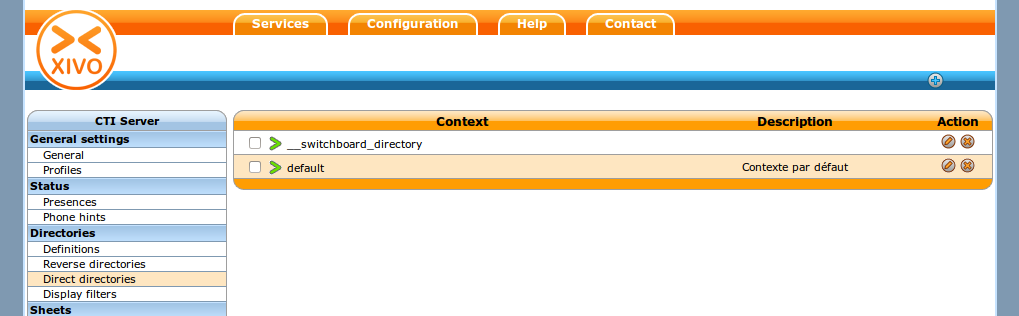 Services Configuration Help Contact
XIVO
CTI Server
General settings
General
Profiles
Status
Presences
Phone hints
Directories
Definitions
Reverse directories
Direct directories
Display filters
Sheets
Context Description Action
__switchboard_directory
default Contexte par défaut